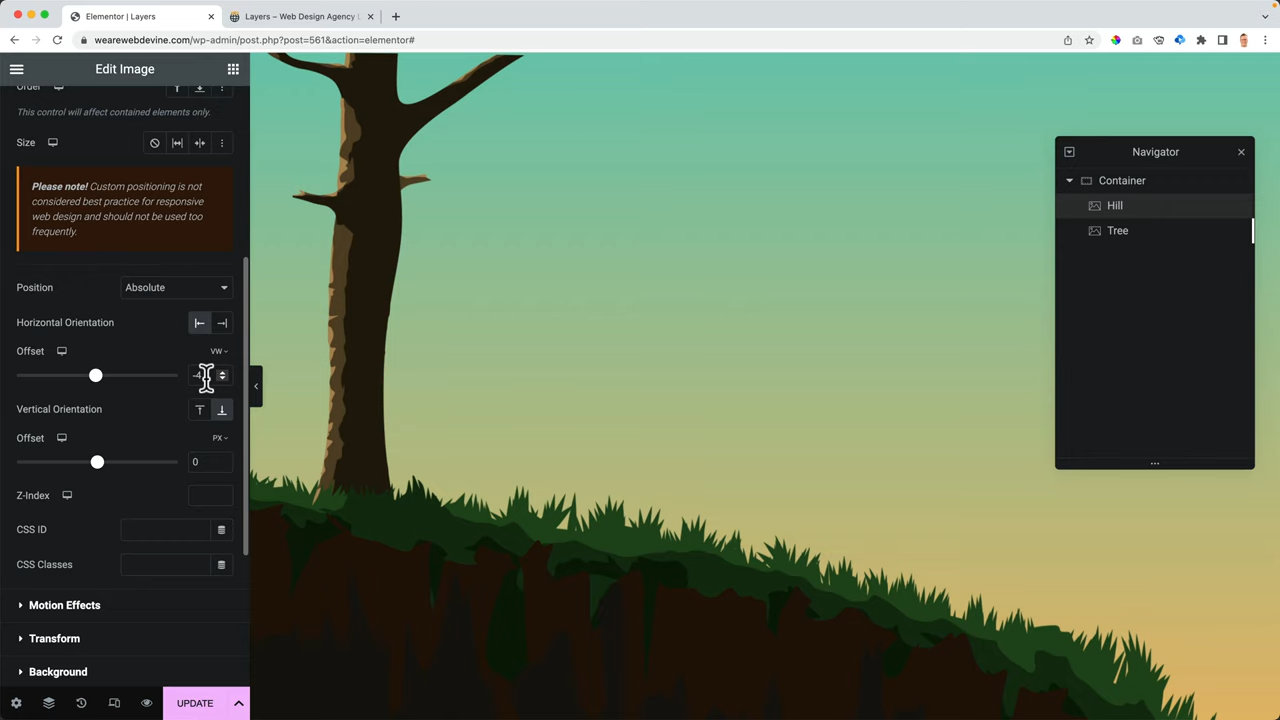 Elementor | Layers
Layers – Web Design Agency
wearewebdevine.com/wp-admin/post.php?post=561&action=elementor#
Edit Image
Order
This control will affect contained elements only.
Size
Please note! Custom positioning is not
considered best practice for responsive
web design and should not be used too
frequently.
Position
Absolute
Horizontal Orientation
Offset
VW
-4
Vertical Orientation
Offset
PX
0
Z-Index
CSS ID
CSS Classes
Motion Effects
Transform
Background
UPDATE
Navigator
Container
Hill
Tree